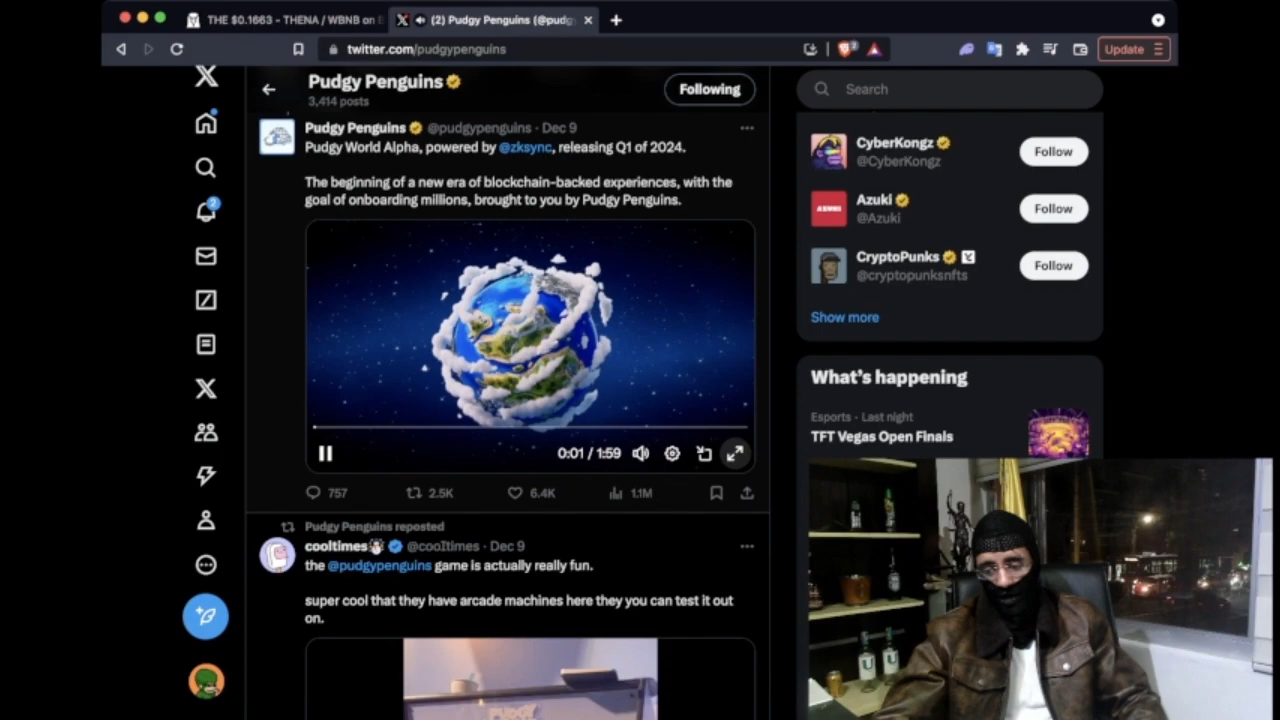 THE $0.1663 - THENA / WBNB on
(2) Pudgy Penguins (@pudg
twitter.com/pudgypenguins
Update
Pudgy Penguins
3,414 posts
Following
Search
Pudgy Penguins @pudgypenguins · Dec 9
Pudgy World Alpha, powered by @zksync, releasing Q1 of 2024.
The beginning of a new era of blockchain-backed experiences, with the
goal of onboarding millions, brought to you by Pudgy Penguins.
0:01 / 1:59
757
2.5K
6.4K
1.1M
Pudgy Penguins reposted
cooltimes @cooItimes · Dec 9
the @pudgypenguins game is actually really fun.
super cool that they have arcade machines here they you can test it out
on.
CyberKongz
@CyberKongz
Follow
Azuki
@Azuki
Follow
CryptoPunks
@cryptopunksnfts
Follow
Show more
What's happening
Esports · Last night
TFT Vegas Open Finals
2